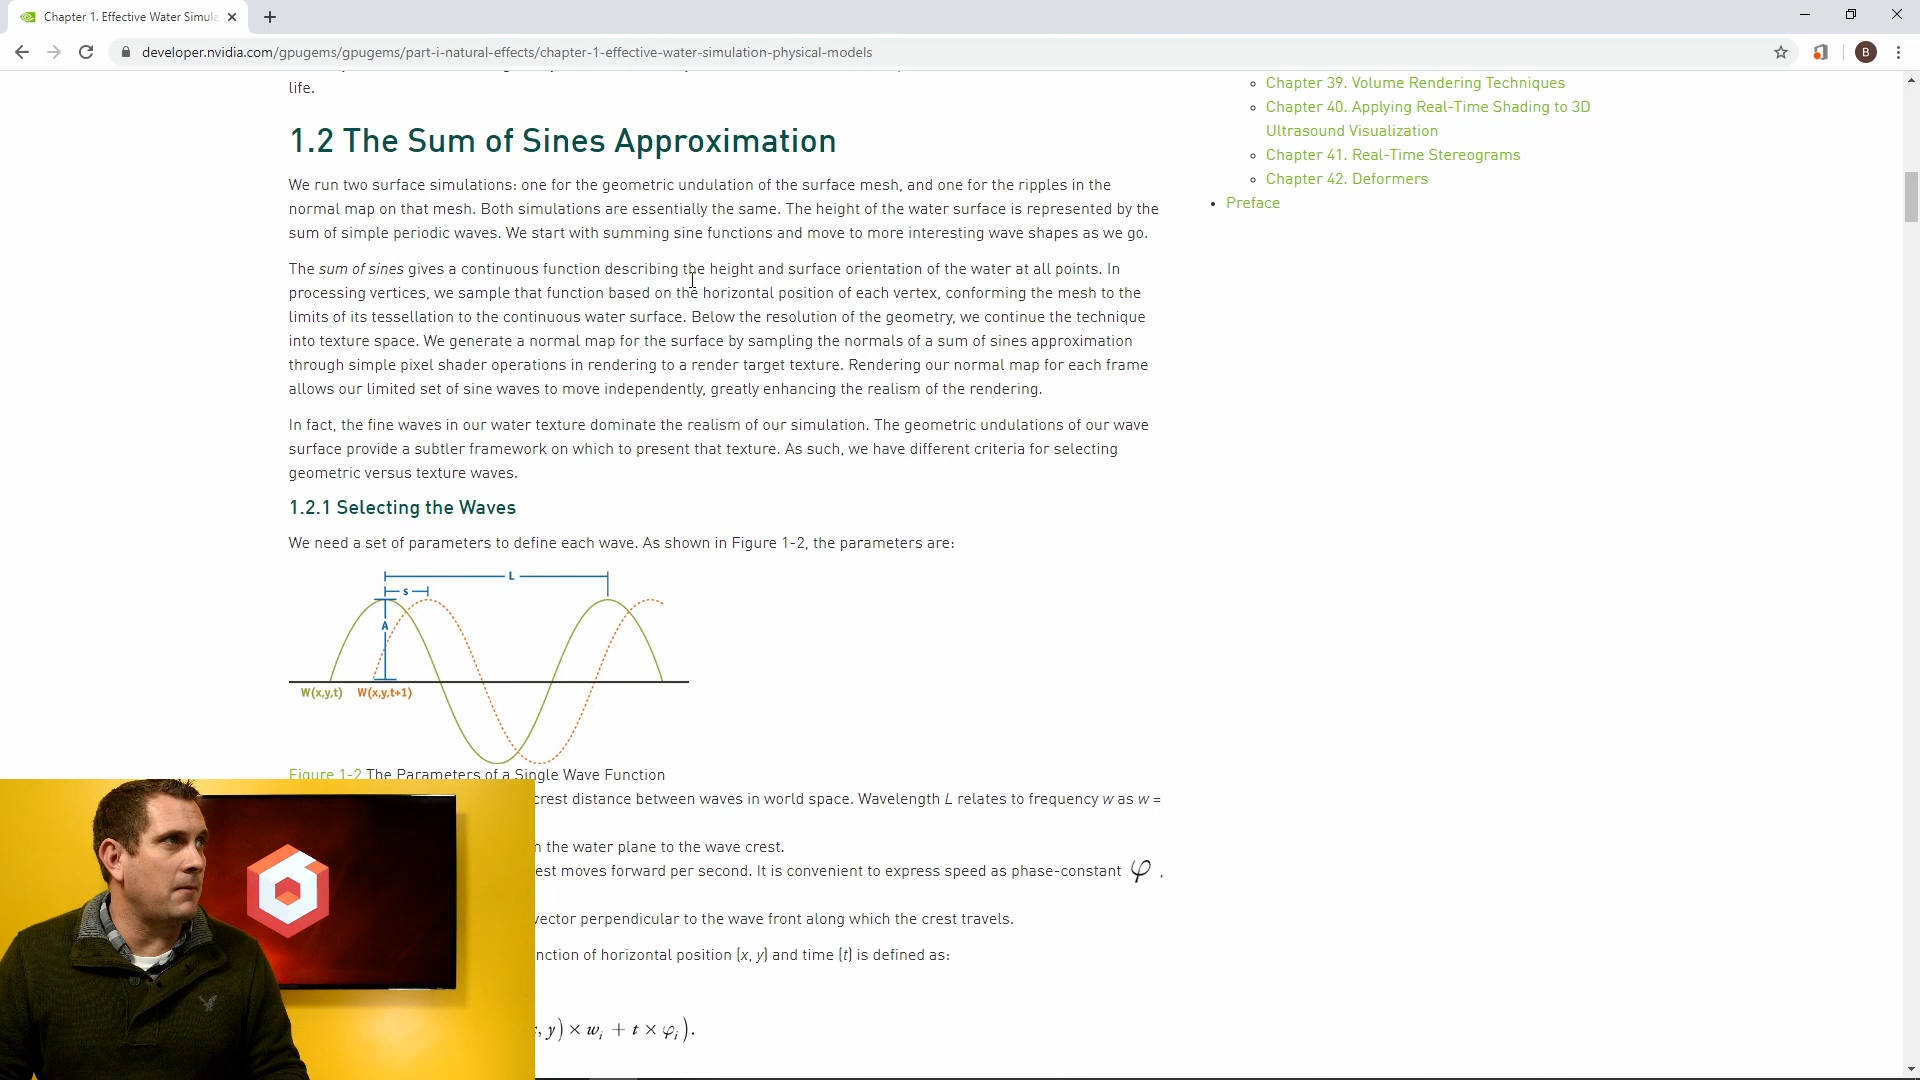 Chapter 1. Effective Water Simula
developer.nvidia.com/gpugems/gpugems/part-i-natural-effects/chapter-1-effective-water-simulation-physical-models
B
life.
1.2 The Sum of Sines Approximation
We run two surface simulations: one for the geometric undulation of the surface mesh, and one for the ripples in the
normal map on that mesh. Both simulations are essentially the same. The height of the water surface is represented by the
sum of simple periodic waves. We start with summing sine functions and move to more interesting wave shapes as we go.
The sum of sines gives a continuous function describing the height and surface orientation of the water at all points. In
processing vertices, we sample that function based on the horizontal position of each vertex, conforming the mesh to the
limits of its tessellation to the continuous water surface. Below the resolution of the geometry, we continue the technique
into texture space. We generate a normal map for the surface by sampling the normals of a sum of sines approximation
through simple pixel shader operations in rendering to a render target texture. Rendering our normal map for each frame
allows our limited set of sine waves to move independently, greatly enhancing the realism of the rendering.
In fact, the fine waves in our water texture dominate the realism of our simulation. The geometric undulations of our wave
surface provide a subtler framework on which to present that texture. As such, we have different criteria for selecting
geometric versus texture waves.
1.2.1 Selecting the Waves
We need a set of parameters to define each wave. As shown in Figure 1-2, the parameters are:
L
s
A
W(x,y,t) W(x,y,t+1)
Figure 1-2 The Parameters of a Single Wave Function
crest distance between waves in world space. Wavelength L relates to frequency w as w =
the water plane to the wave crest.
est moves forward per second. It is convenient to express speed as phase-constant φ ,
vector perpendicular to the wave front along which the crest travels.
nction of horizontal position (x, y) and time (t) is defined as:
, y) × wᵢ + t × φᵢ).
Chapter 39. Volume Rendering Techniques
Chapter 40. Applying Real-Time Shading to 3D
Ultrasound Visualization
Chapter 41. Real-Time Stereograms
Chapter 42. Deformers
Preface